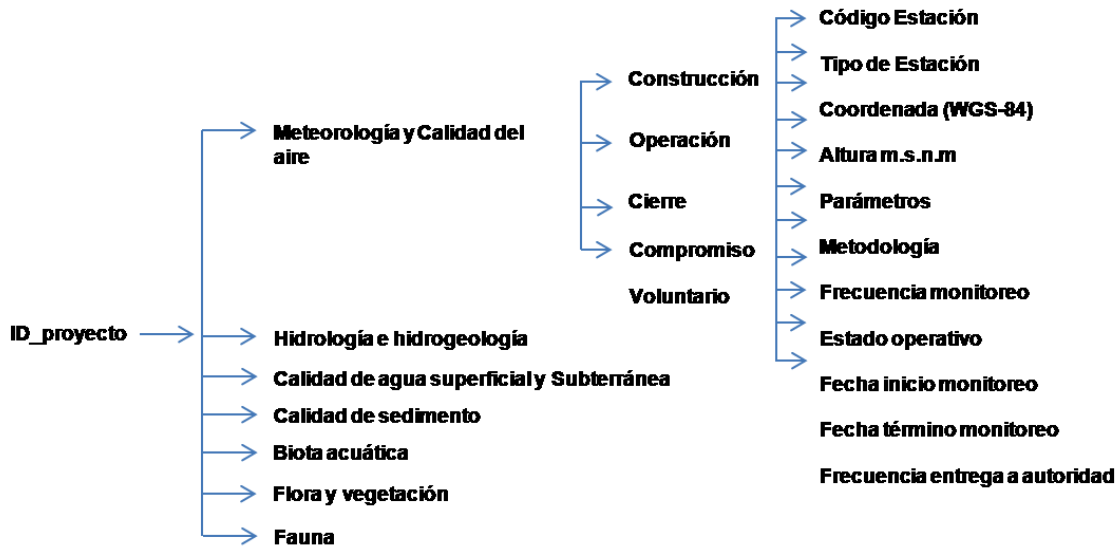 ID_proyecto
Meteorología y Calidad del
aire
Hidrología e hidrogeología
Calidad de agua superficial y Subterránea
Calidad de sedimento
Biota acuática
Flora y vegetación
Fauna
Construcción
Operación
Cierre
Compromiso
Voluntario
Código Estación
Tipo de Estación
Coordenada (WGS-84)
Altura m.s.n.m
Parámetros
Metodología
Frecuencia monitoreo
Estado operativo
Fecha inicio monitoreo
Fecha término monitoreo
Frecuencia entrega a autoridad